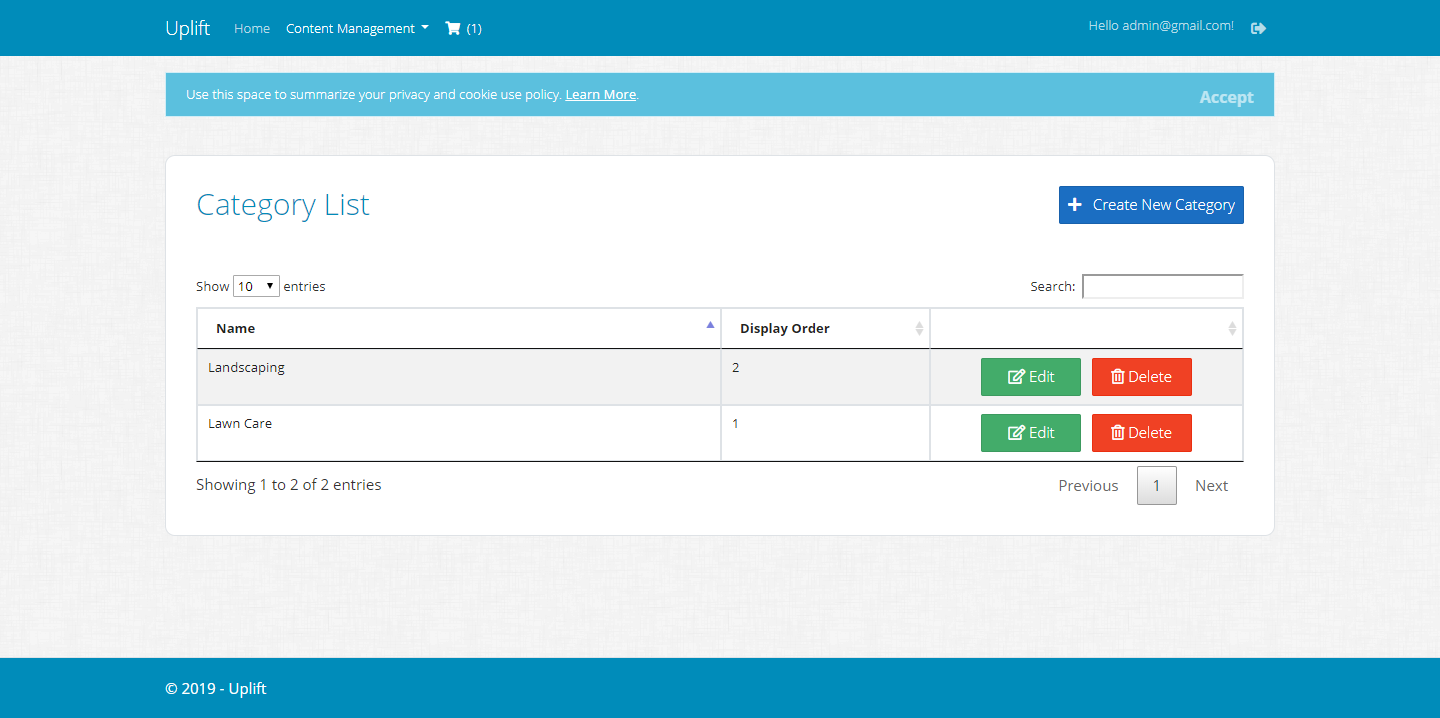 Uplift Home Content Management (1) Hello admin@gmail.com!
Use this space to summarize your privacy and cookie use policy. Learn More. Accept
Category List Create New Category
Show 10 entries Search:
Name Display Order
Landscaping 2 Edit Delete
Lawn Care 1 Edit Delete
Showing 1 to 2 of 2 entries Previous 1 Next
© 2019 - Uplift